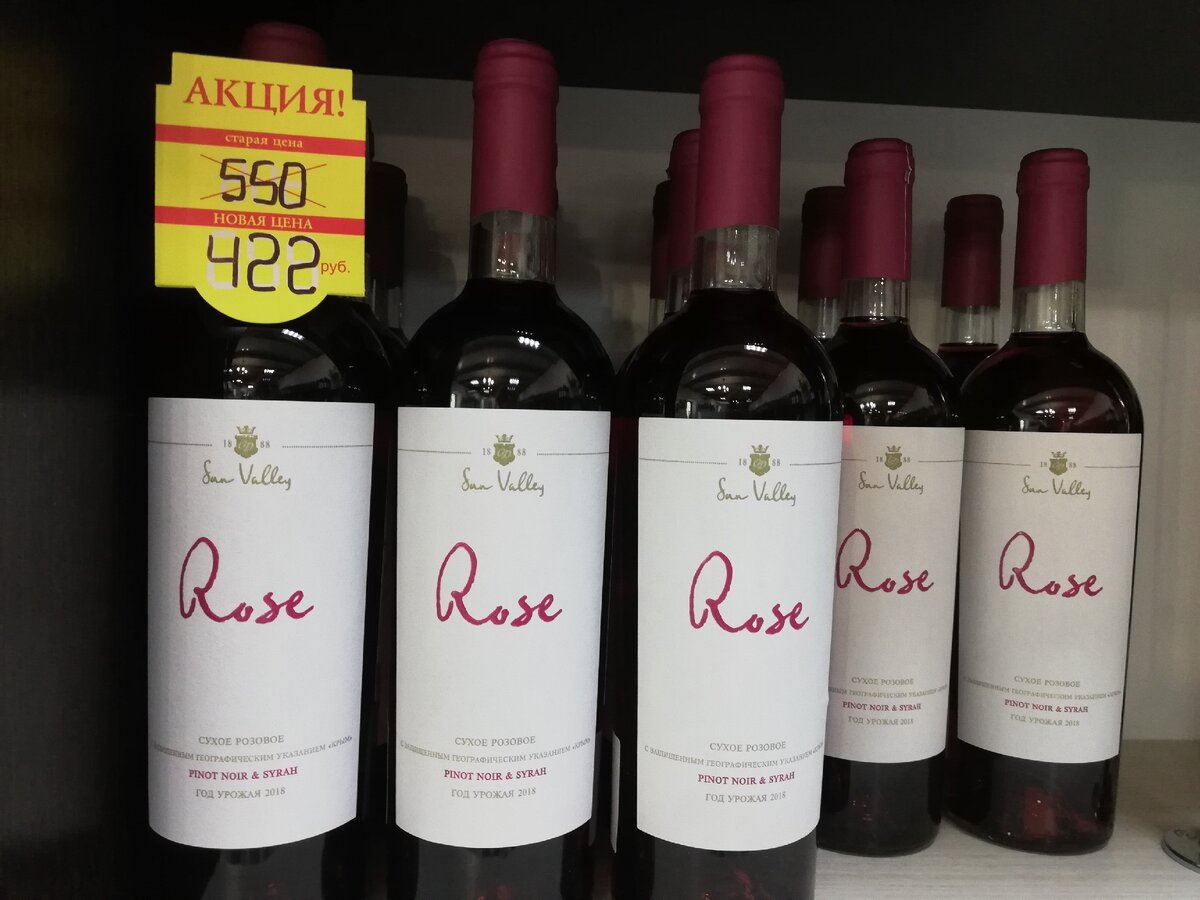 АКЦИЯ!
старая цена
550
НОВАЯ ЦЕНА
422 руб.
18 88
Sun Valley
Rose
СУХОЕ РОЗОВОЕ
ЗАЩИЩЕННЫМ ГЕОГРАФИЧЕСКИМ УКАЗАНИЕМ «КРЫМ»
PINOT NOIR & SYRAH
ГОД УРОЖАЯ 2018
18 88
Sun Valley
Rose
СУХОЕ РОЗОВОЕ
С ЗАЩИЩЕННЫМ ГЕОГРАФИЧЕСКИМ УКАЗАНИЕМ «КРЫМ»
PINOT NOIR & SYRAH
ГОД УРОЖАЯ 2018
18 88
Sun Valley
Rose
СУХОЕ РОЗОВОЕ
С ЗАЩИЩЕННЫМ ГЕОГРАФИЧЕСКИМ УКАЗАНИЕМ
PINOT NOIR & SYRAH
ГОД УРОЖАЯ 2018
18 88
Sun Valley
Rose
СУХОЕ РОЗОВОЕ
ГЕОГРАФИЧЕСКИМ УКАЗАНИЕМ
PINOT NOIR & SYRAH
ГОД УРОЖАЯ 2018
18 88
Sun Valley
Rose
СУХОЕ РОЗОВОЕ
С ЗАЩИЩЕННЫМ ГЕОГРАФИЧЕСКИМ УКАЗАНИЕМ
PINOT NOIR & SYRAH
ГОД УРОЖАЯ 2018